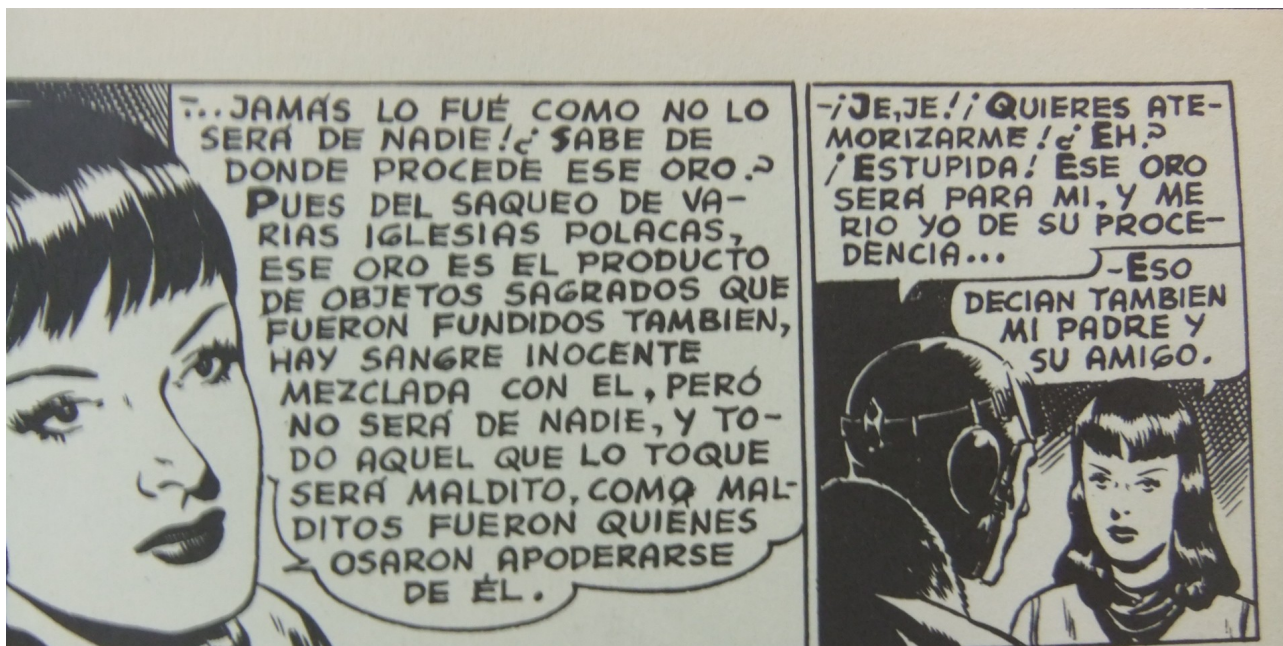 -...JAMÁS LO FUÉ COMO NO LO
SERÁ DE NADIE! ¿SABE DE
DONDE PROCEDE ESE ORO?
PUES DEL SAQUEO DE VA-
RIAS IGLESIAS POLACAS,
ESE ORO ES EL PRODUCTO
DE OBJETOS SAGRADOS QUE
FUERON FUNDIDOS TAMBIEN,
HAY SANGRE INOCENTE
MEZCLADA CON EL, PERÓ
NO SERÁ DE NADIE, Y TO-
DO AQUEL QUE LO TOQUE
SERÁ MALDITO, COMO MAL-
DITOS FUERON QUIENES
OSARON APODERARSE
DE ÉL.
-¡JE, JE! ¡QUIERES ATE-
MORIZARME! ¿EH?
¡ESTUPIDA! ESE ORO
SERÁ PARA MI, Y ME
RIO YO DE SU PROCE-
DENCIA...
-ESO
DECIAN TAMBIEN
MI PADRE Y
SU AMIGO.